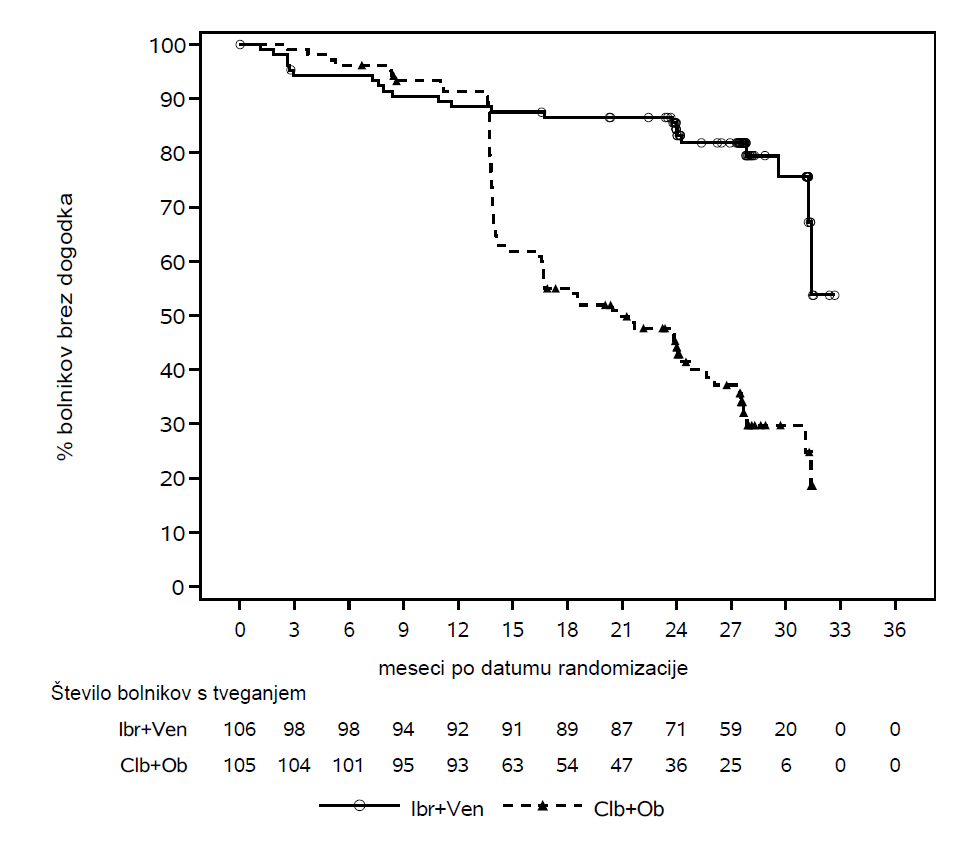 100
90
80
70
60
50
40
30
20
10
0
% bolnikov brez dogodka
0 3 6 9 12 15 18 21 24 27 30 33 36
meseci po datumu randomizacije
Število bolnikov s tveganjem
Ibr+Ven 106 98 98 94 92 91 89 87 71 59 20 0 0
Clb+Ob 105 104 101 95 93 63 54 47 36 25 6 0 0
Ibr+Ven Clb+Ob